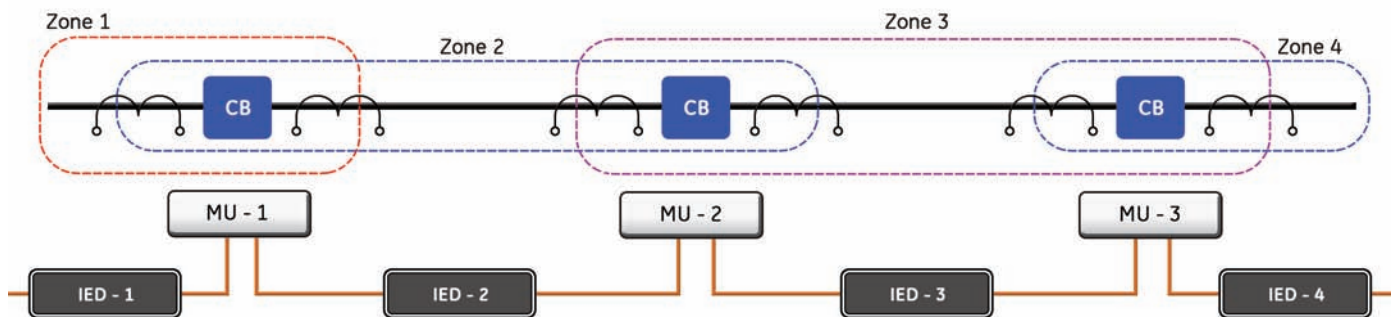 Zone 1
Zone 2
Zone 3
Zone 4
CB
CB
CB
MU - 1
MU - 2
MU - 3
IED - 1
IED - 2
IED - 3
IED - 4